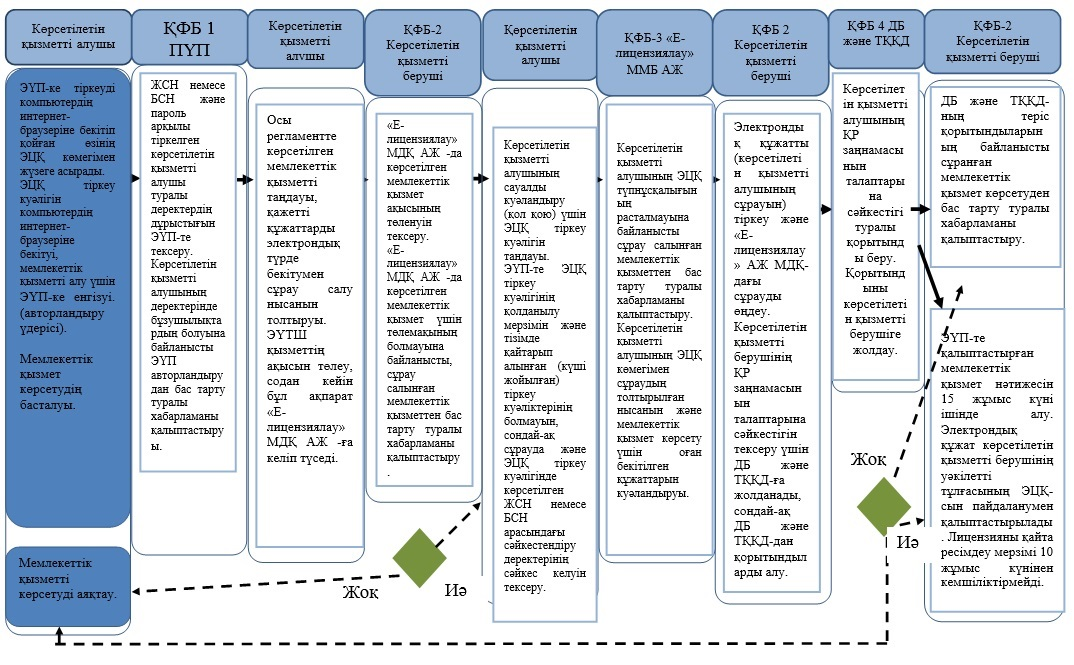 Көрсетілетін
қызметті алушы
ЭҮП-ке тіркеуді
компьютердің
интернет-
браузеріне бекітіп
қойған өзінің
ЭЦҚ көмегімен
жүзеге асырады.
ЭЦҚ тіркеу
куәлігін
компьютердің
интернет-
браузеріне
бекітуі,
мемлекеттік
қызметті алу үшін
ЭҮП-ке енгізуі.
(авторландыру
үдерісі).
Мемлекеттік
қызмет
көрсетудің
басталуы.
Мемлекеттік
қызметті
көрсетуді аяқтау.
ҚФБ 1
ПҮП
ЖСН немесе
БСН және
пароль
арқылы
тіркелген
көрсетілетін
қызметті
алушы
туралы
деректердің
дұрыстығын
ЭҮП-те
тексеру.
Көрсетілетін
қызметті
алушының
деректерінде
бұзушылықта
рдың болуына
байланысты
ЭҮП
авторландыру
дан бас тарту
туралы
хабарламаны
қалыптастыру
ы.
Көрсетілетін
қызметті
алушы
Осы
регламентте
көрсетілген
мемлекеттік
қызметті
таңдауы,
қажетті
құжаттарды
электрондық
түрде
бекітумен
сұрау салу
нысанын
толтыруы.
ЭҮТШ
қызметтің
ақысын төлеу,
содан кейін
бұл ақпарат
«Е-
лицензиялау»
МДҚ АЖ -ға
келіп түседі.
ҚФБ-2
Көрсетілетін
қызметті
беруші
«Е-
лицензиялау»
МДҚ АЖ -да
көрсетілген
мемлекеттік
қызмет
ақысының
төленуін
тексеру.
«Е-
лицензиялау»
МДҚ АЖ -да
көрсетілген
мемлекеттік
қызмет үшін
төлемақының
болмауына
байланысты,
сұрау
салынған
мемлекеттік
қызметтен бас
тарту туралы
хабарламаны
қалыптастыру
.
Жоқ
Иә
Көрсетілетін
қызметті
алушы
Көрсетілетін
қызметті
алушының
сауалды
куәландыру
(қол қою) үшін
ЭЦҚ тіркеу
куәлігін
таңдауы.
ЭҮП-те ЭЦҚ
тіркеу
куәлігінің
қолданылу
мерзімін және
тізімде
қайтарып
алынған (күші
жойылған)
тіркеу
куәліктерінің
болмауын,
сондай-ақ
сұрауда және
ЭЦҚ тіркеу
куәлігінде
көрсетілген
ЖСН немесе
БСН
арасындағы
сәйкестендіру
деректерінің
сәйкес келуін
тексеру.
ҚФБ-3 «Е-
лицензиялау»
ММБ АЖ
Көрсетілетін
қызметті
алушының ЭЦҚ
түпнұсқалығын
ың
расталмауына
байланысты
сұрау салынған
мемлекеттік
қызметтен бас
тарту туралы
хабарламаны
қалыптастыру.
Көрсетілетін
қызметті
алушының ЭЦҚ
көмегімен
сұраудың
толтырылған
нысанын және
мемлекеттік
қызмет көрсету
үшін оған
бекітілген
құжаттарын
куәландыруы.
ҚФБ 2
Көрсетілетін
қызметті
беруші
Электронды
қ құжатты
(көрсетілеті
н қызметті
алушының
сұрауын)
тіркеу және
«Е-
лицензиялау
» АЖ МДҚ-
дағы
сұрауды
өңдеу.
Көрсетілетін
қызметті
берушінің
ҚР
заңнамасы
ын
талаптарына
сәйкестігін
тексеру үшін
ДБ және
ТҚҚД-ға
жолданады,
сондай-ақ
ДБ және
ТҚҚД-дан
қорытындыл
арды алу.
ҚФБ 4 ДБ
және ТҚҚД
Көрсетілет
ін қызметті
алушының
ҚР
заңнамасы
нын
талаптары
на
сәйкестігі
туралы
қорытынд
ы беру.
Қорытынд
ыны
көрсетілеті
н қызметті
берушіге
жолдау.
Жоқ
Иә
ҚФБ-2
Көрсетілетін
қызметті беруші
ДБ және ТҚҚД-
ның теріс
қорытындыларын
ың байланысты
сұранған
мемлекеттік
қызмет көрсетуден
бас тарту туралы
хабарламаны
қалыптастыру.
ЭҮП-те
қалыптастырған
мемлекеттік
қызмет нәтижесін
15 жұмыс күні
ішінде алу.
Электрондық
құжат көрсетілетін
қызметті берушінің
уәкілетті
тұлғасының ЭЦҚ-
сын пайдаланумен
қалыптастырылады
. Лицензияны қайта
ресімдеу мерзімі 10
жұмыс күнінен
кемшіліктірмейді.